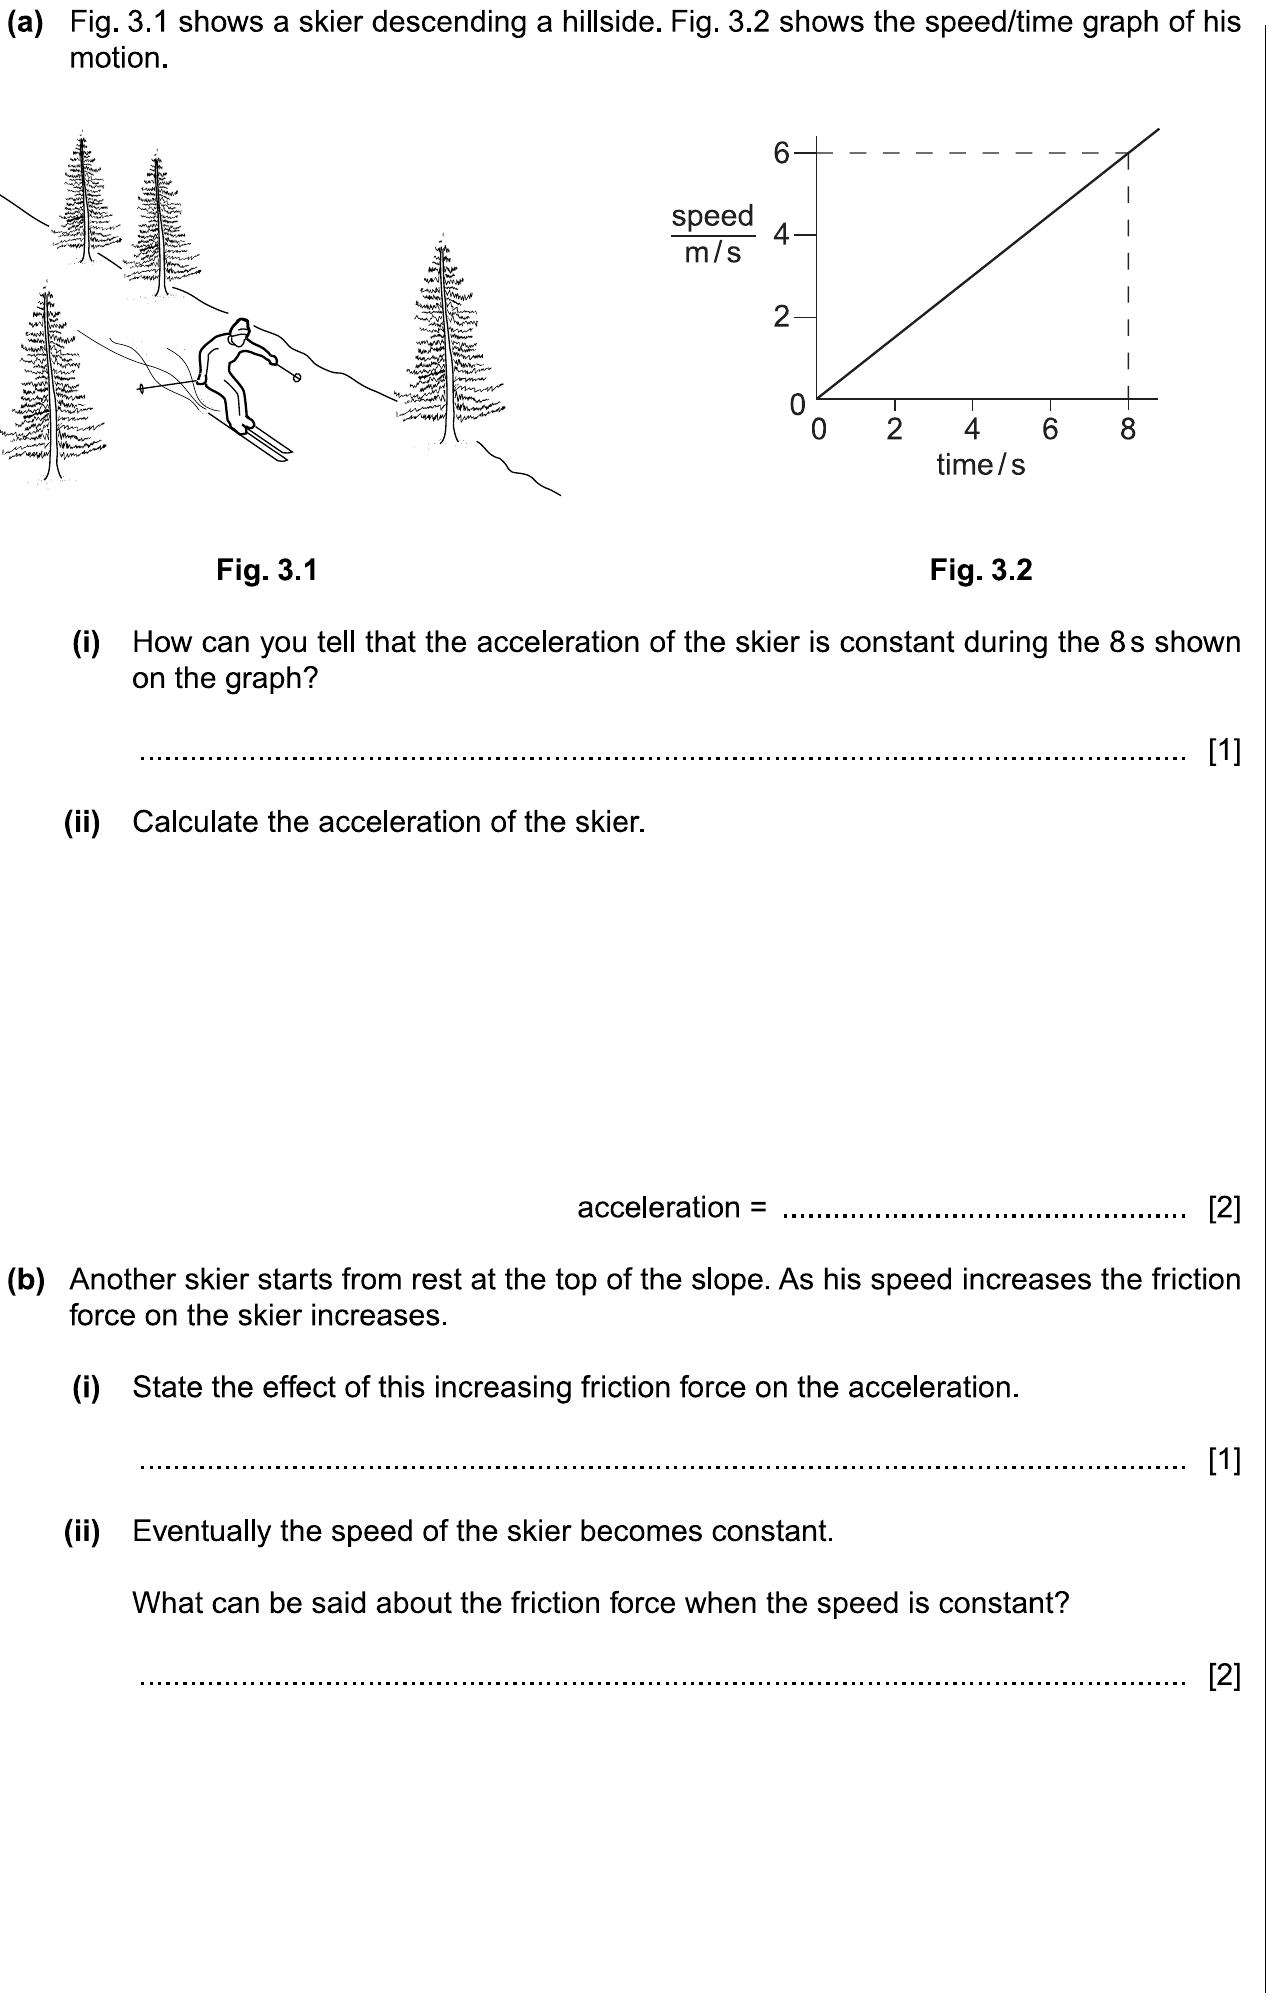 (a) Fig. 3.1 shows a skier descending a hillside. Fig. 3.2 shows the speed/time graph of his
motion.
6
speed
m/s
4
2
0
0 2 4 6 8
time/s
Fig. 3.1
Fig. 3.2
(i) How can you tell that the acceleration of the skier is constant during the 8 s shown
on the graph?
.......................................................................................................................... [1]
(ii) Calculate the acceleration of the skier.
acceleration = ................................................ [2]
(b) Another skier starts from rest at the top of the slope. As his speed increases the friction
force on the skier increases.
(i) State the effect of this increasing friction force on the acceleration.
.......................................................................................................................... [1]
(ii) Eventually the speed of the skier becomes constant.
What can be said about the friction force when the speed is constant?
.......................................................................................................................... [2]